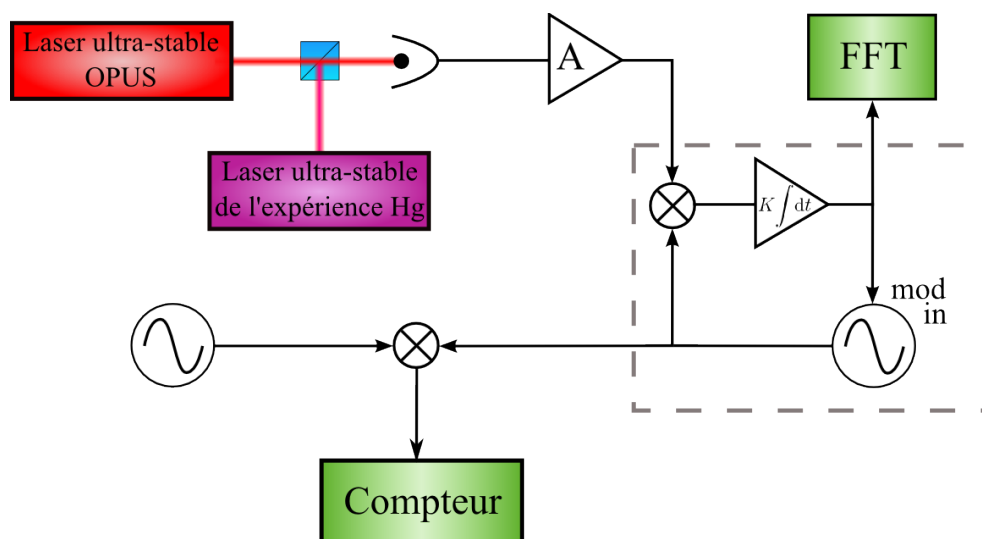 Laser ultra-stable
OPUS
A
FFT
Laser ultra-stable
de l'expérience Hg
K ∫ dt
mod
in
Compteur